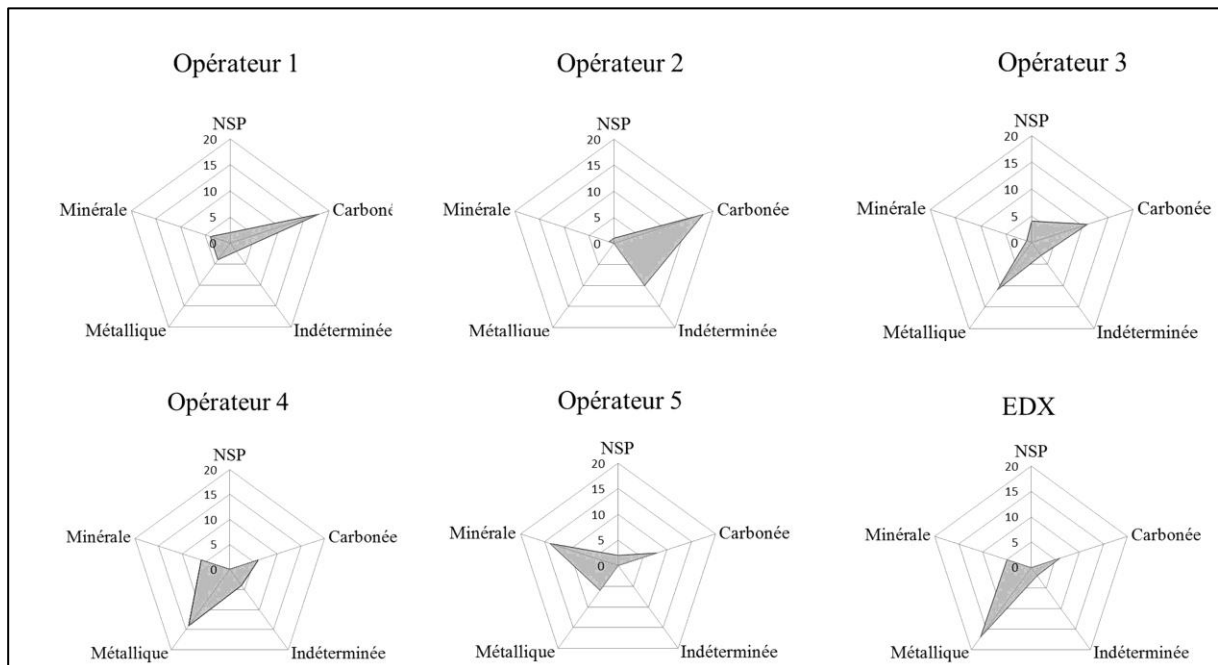 Opérateur 1
NSP
20
15
10
5
0
Carboné
Minérale
Métallique
Indéterminée
Opérateur 2
NSP
20
15
10
5
0
Carbonée
Minérale
Métallique
Indéterminée
Opérateur 3
NSP
20
15
10
5
0
Carbonée
Minérale
Métallique
Indéterminée
Opérateur 4
NSP
20
15
10
5
0
Carbonée
Minérale
Métallique
Indéterminée
Opérateur 5
NSP
20
15
10
5
0
Carbonée
Minérale
Métallique
Indéterminée
EDX
NSP
20
15
10
5
0
Carbonée
Minérale
Métallique
Indéterminée